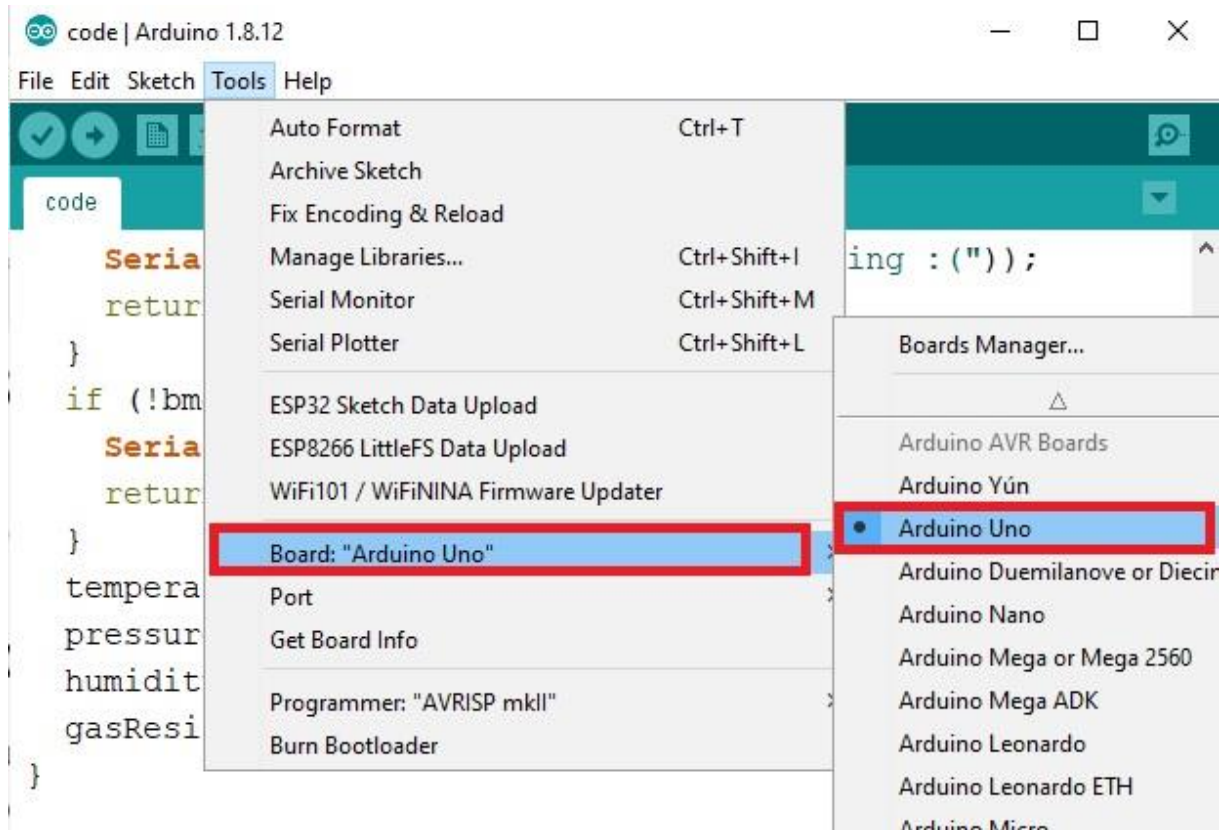 code | Arduino 1.8.12
File Edit Sketch Tools Help
Auto Format Ctrl+T
Archive Sketch
code
Fix Encoding & Reload
Manage Libraries... Ctrl+Shift+I
Serial Monitor Ctrl+Shift+M
Serial Plotter Ctrl+Shift+L
ESP32 Sketch Data Upload
ESP8266 LittleFS Data Upload
WiFi101 / WiFiNINA Firmware Updater
Board: "Arduino Uno"
Port
Get Board Info
Programmer: "AVRISP mkII"
Burn Bootloader
Seria
ing :("));
retur
}
if (!bm
Seria
retur
}
tempera
pressur
humidit
gasResi
}
Boards Manager...
Arduino AVR Boards
Arduino Yún
Arduino Uno
Arduino Duemilanove or Diecim
Arduino Nano
Arduino Mega or Mega 2560
Arduino Mega ADK
Arduino Leonardo
Arduino Leonardo ETH
Arduino Micro